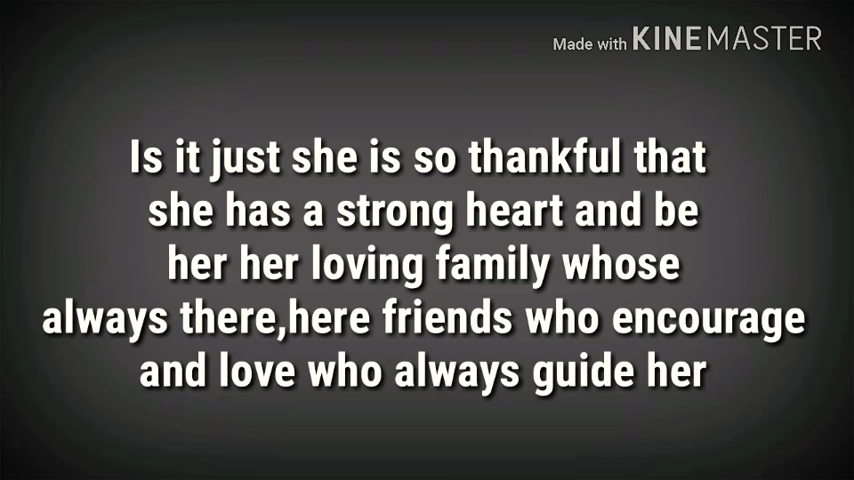 Made with KINEMASTER
Is it just she is so thankful that
she has a strong heart and be
her her loving family whose
always there,here friends who encourage
and love who always guide her